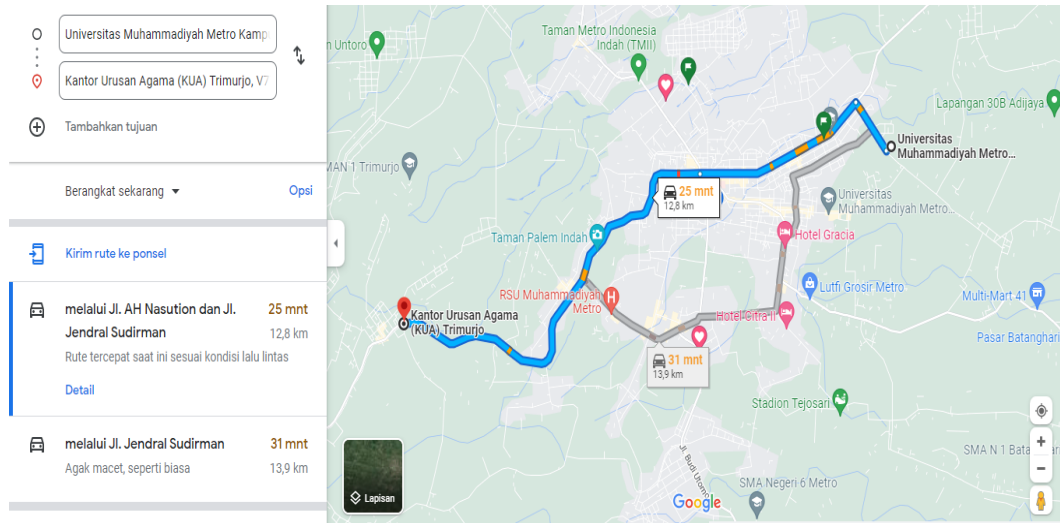 Universitas Muhammadiyah Metro Kamp
Kantor Urusan Agama (KUA) Trimurjo, V7
Tambahkan tujuan
Berangkat sekarang
Opsi
Kirim rute ke ponsel
melalui Jl. AH Nasution dan Jl.
Jendral Sudirman
25 mnt
12,8 km
Rute tercepat saat ini sesuai kondisi lalu lintas
Detail
melalui Jl. Jendral Sudirman
31 mnt
Agak macet, seperti biasa
13,9 km
n Untoro
Taman Metro Indonesia
Indah (TMII)
Lapangan 30B Adijaya
Universitas
Muhammadiyah Metro...
MAN 1 Trimurjo
25 mnt
12,8 km
Universitas
Muhammadiyah Metro...
Taman Palem Indah
Hotel Gracia
RSU Muhammadiyah
Metro
Lutfi Grosir Metro
Multi-Mart 41
Kantor Urusan Agama
(KUA) Trimurjo
Hotel Citra II
Pasar Batanghari
31 mnt
13,9 km
Stadion Tejosari
Jl. Budi Utomo
SMA N 1 Bata
SMA Negeri 6 Metro
Lapisan
Google